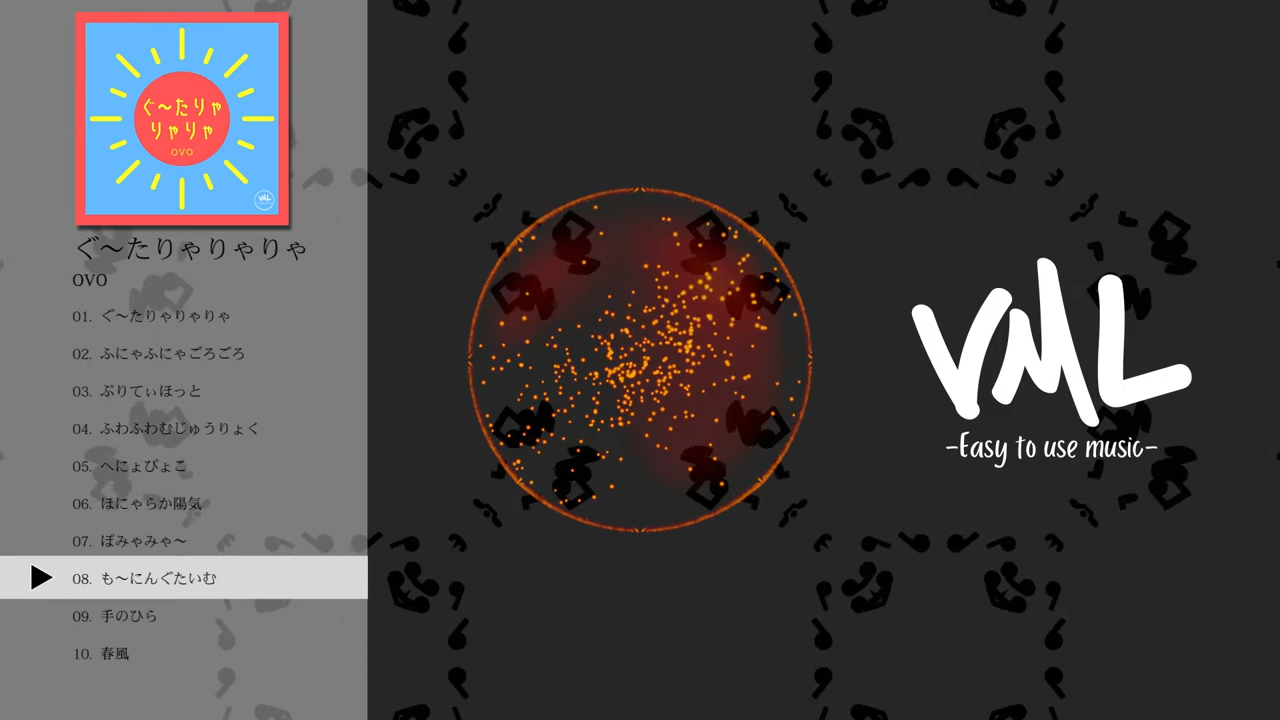 ぐ〜たりゃ
りゃりゃ
OVO
VML
ぐ〜たりゃりゃりゃ
OVO
01. ぐ〜たりゃりゃりゃ
02. ふにゃふにゃごろごろ
03. ぷりてぃほっと
04. ふわふわむじゅうりょく
05. へにょぴょこ
06. ほにゃらか陽気
07. ぽみゃみゃ〜
08. も〜にんぐたいむ
09. 手のひら
10. 春風
VML
-Easy to use music-